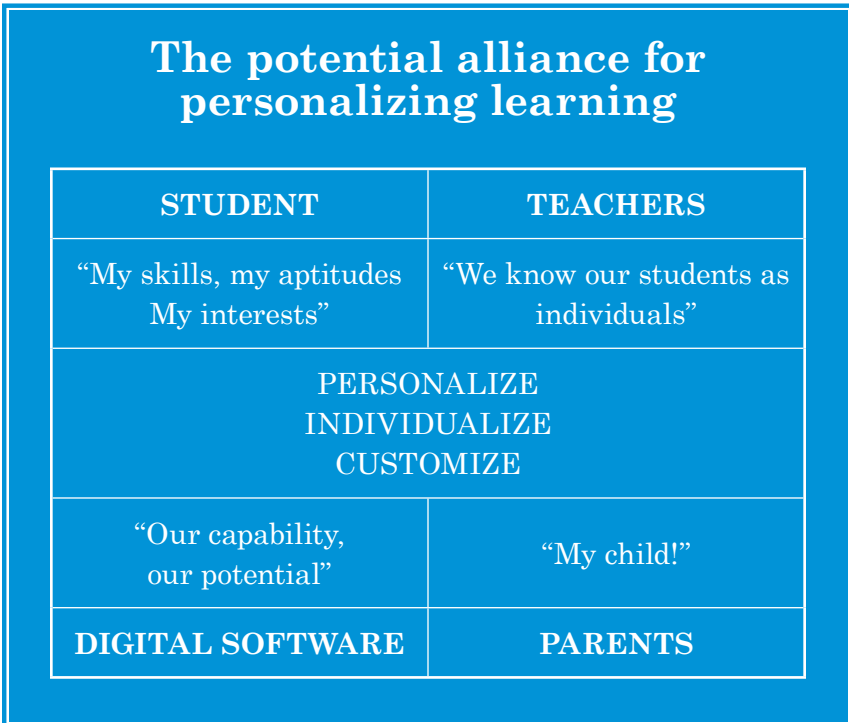 The potential alliance for
personalizing learning
STUDENT
TEACHERS
“My skills, my aptitudes
My interests”
“We know our students as
individuals”
PERSONALIZE
INDIVIDUALIZE
CUSTOMIZE
“Our capability,
our potential”
“My child!”
DIGITAL SOFTWARE
PARENTS